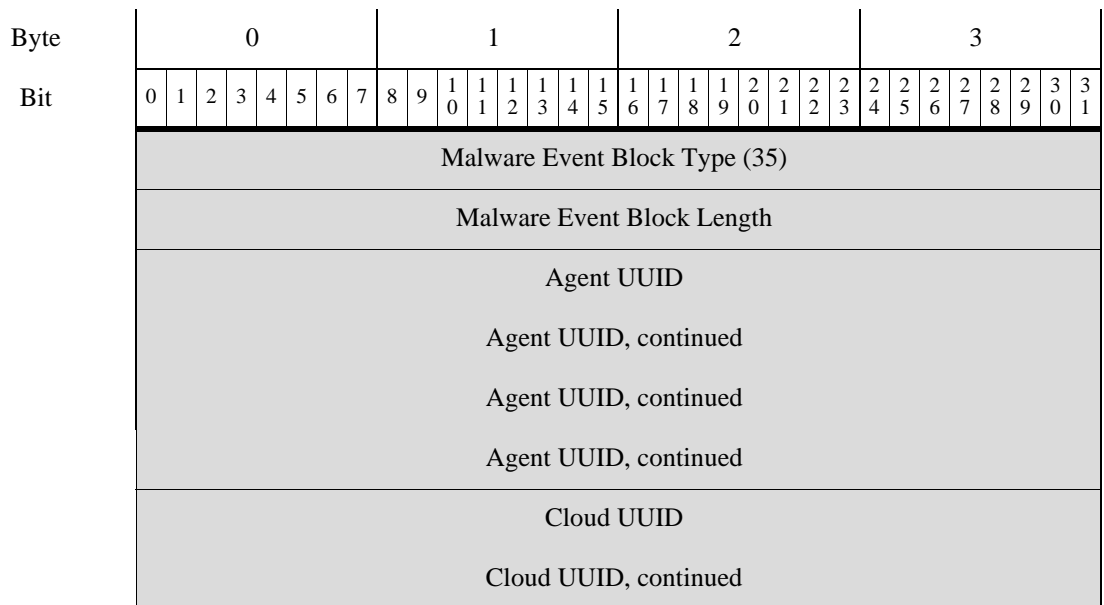 Byte 0 1 2 3
Bit 0 1 2 3 4 5 6 7 8 9 10 11 12 13 14 15 16 17 18 19 20 21 22 23 24 25 26 27 28 29 30 31
Malware Event Block Type (35)
Malware Event Block Length
Agent UUID
Agent UUID, continued
Agent UUID, continued
Agent UUID, continued
Cloud UUID
Cloud UUID, continued